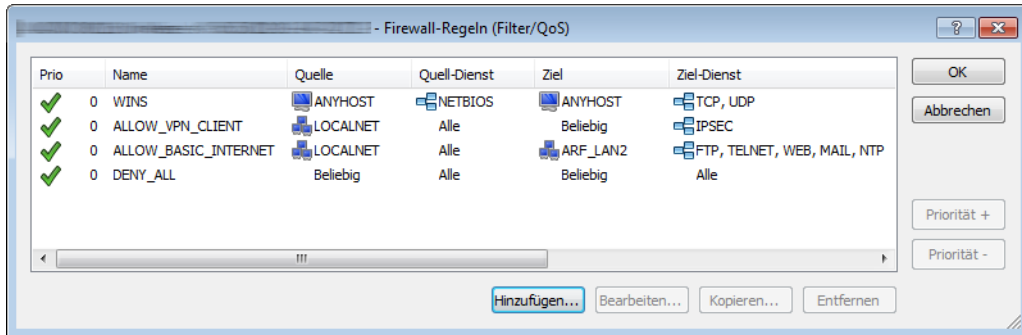 - Firewall-Regeln (Filter/QoS)
Prio Name Quelle Quell-Dienst Ziel Ziel-Dienst
0 WINS ANYHOST NETBIOS ANYHOST TCP, UDP
0 ALLOW_VPN_CLIENT LOCALNET Alle Beliebig IPSEC
0 ALLOW_BASIC_INTERNET LOCALNET Alle ARF_LAN2 FTP, TELNET, WEB, MAIL, NTP
0 DENY_ALL Beliebig Alle Beliebig Alle
OK
Abbrechen
Priorität +
Priorität -
Hinzufügen... Bearbeiten... Kopieren... Entfernen